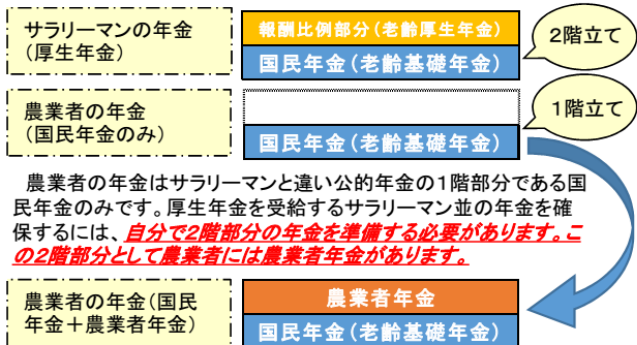 サラリーマンの年金
(厚生年金)
報酬比例部分(老齢厚生年金)
国民年金(老齢基礎年金)
2階立て
農業者の年金
(国民年金のみ)
国民年金(老齢基礎年金)
1階立て
農業者の年金はサラリーマンと違い公的年金の1階部分である国
民年金のみです。厚生年金を受給するサラリーマン並の年金を確
保するには、自分で2階部分の年金を準備する必要があります。こ
の2階部分として農業者には農業者年金があります。
農業者の年金(国民
年金+農業者年金)
農業者年金
国民年金(老齢基礎年金)